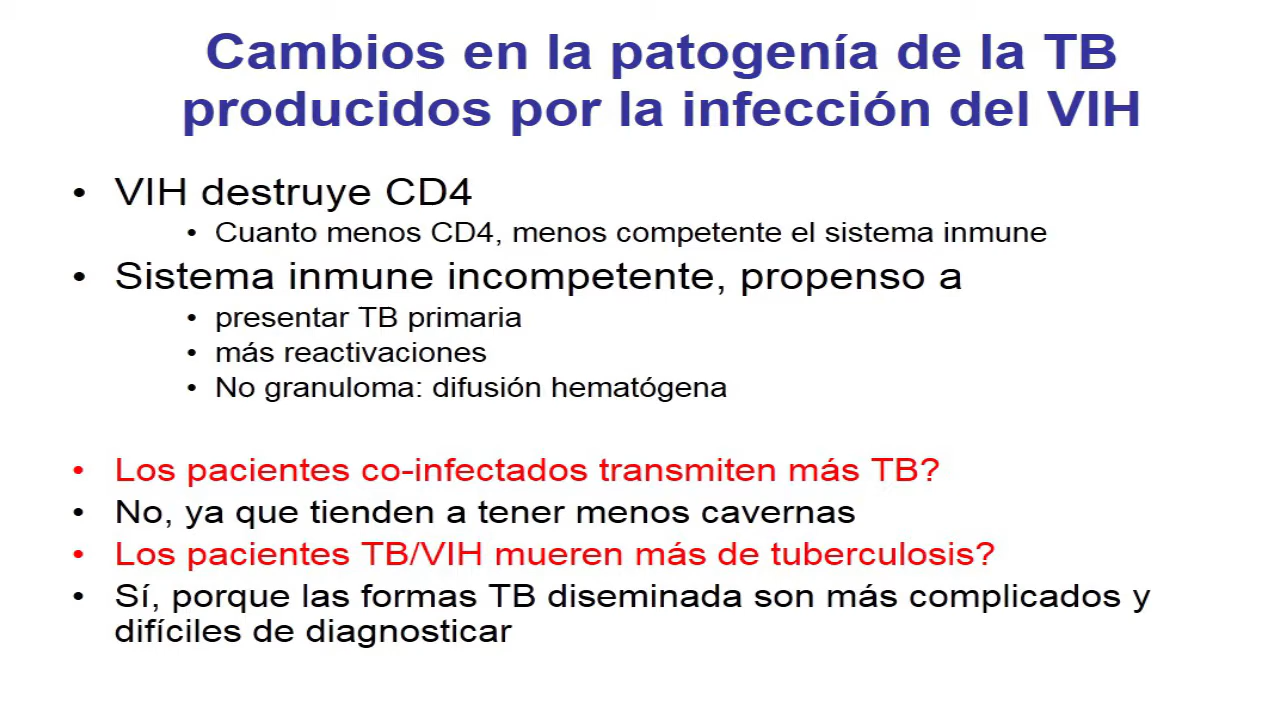 Cambios en la patogenía de la TB
producidos por la infección del VIH
• VIH destruye CD4
• Cuanto menos CD4, menos competente el sistema inmune
• Sistema inmune incompetente, propenso a
• presentar TB primaria
• más reactivaciones
• No granuloma: difusión hematógena
• Los pacientes co-infectados transmiten más TB?
• No, ya que tienden a tener menos cavernas
• Los pacientes TB/VIH mueren más de tuberculosis?
• Sí, porque las formas TB diseminada son más complicados y
difíciles de diagnosticar